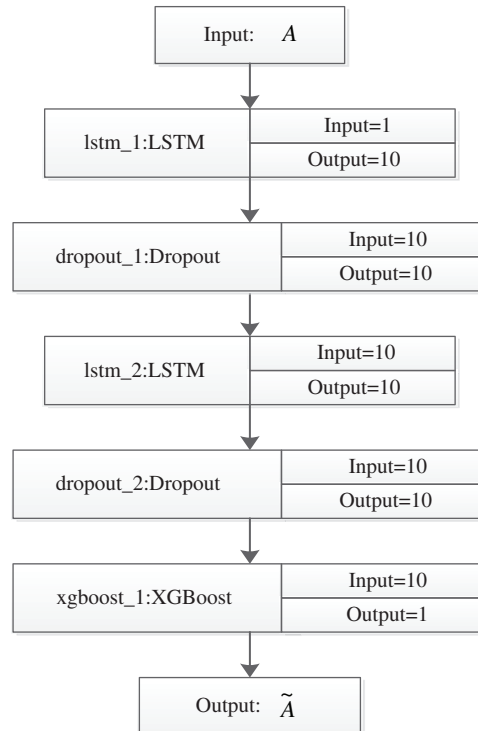 Input: A
lstm_1:LSTM
Input=1
Output=10
dropout_1:Dropout
Input=10
Output=10
lstm_2:LSTM
Input=10
Output=10
dropout_2:Dropout
Input=10
Output=10
xgboost_1:XGBoost
Input=10
Output=1
Output: Ã